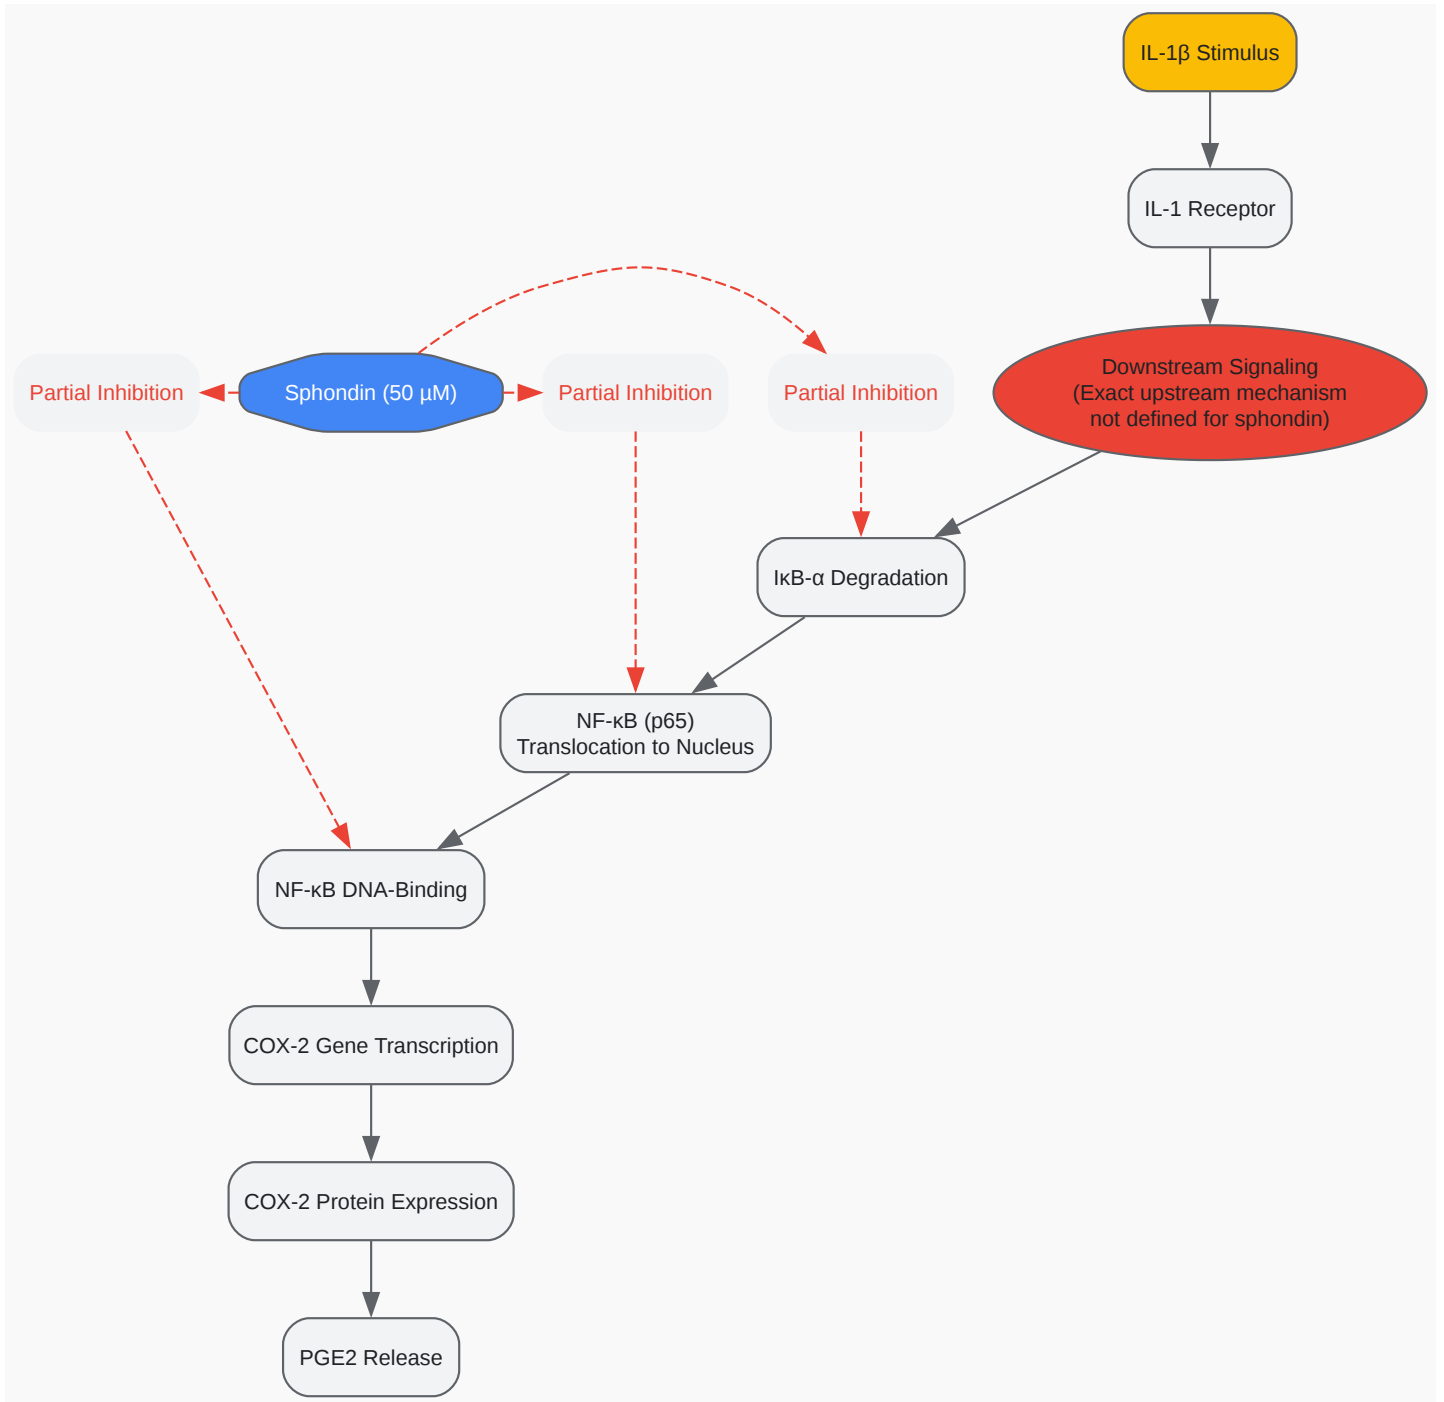 IL-1β Stimulus
IL-1 Receptor
Partial Inhibition
Sphondin (50 µM)
Partial Inhibition
Partial Inhibition
Downstream Signaling
(Exact upstream mechanism
not defined for sphondin)
IκB-α Degradation
NF-κB (p65)
Translocation to Nucleus
NF-κB DNA-Binding
COX-2 Gene Transcription
COX-2 Protein Expression
PGE2 Release